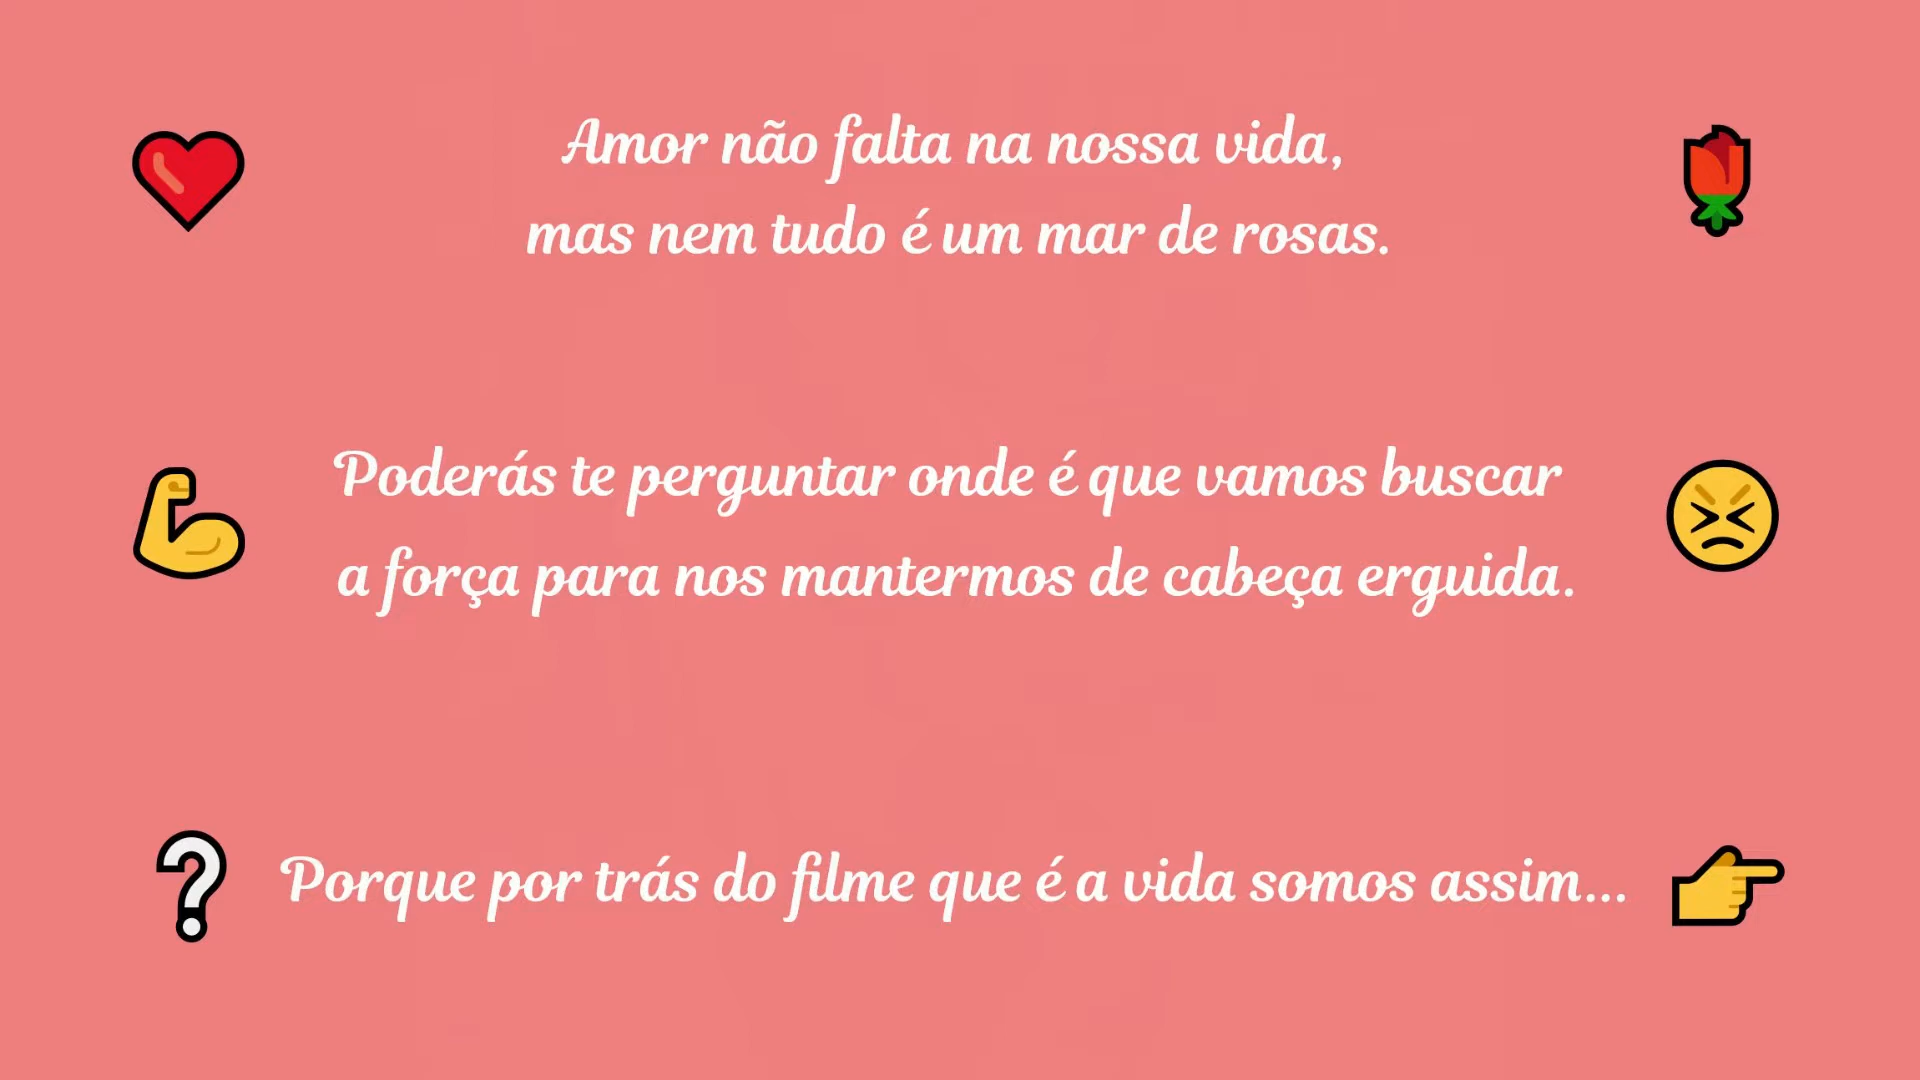 Amor não falta na nossa vida,
mas nem tudo é um mar de rosas.
Poderás te perguntar onde é que vamos buscar
a força para nos mantermos de cabeça erguida.
Porque por trás do filme que é a vida somos assim...